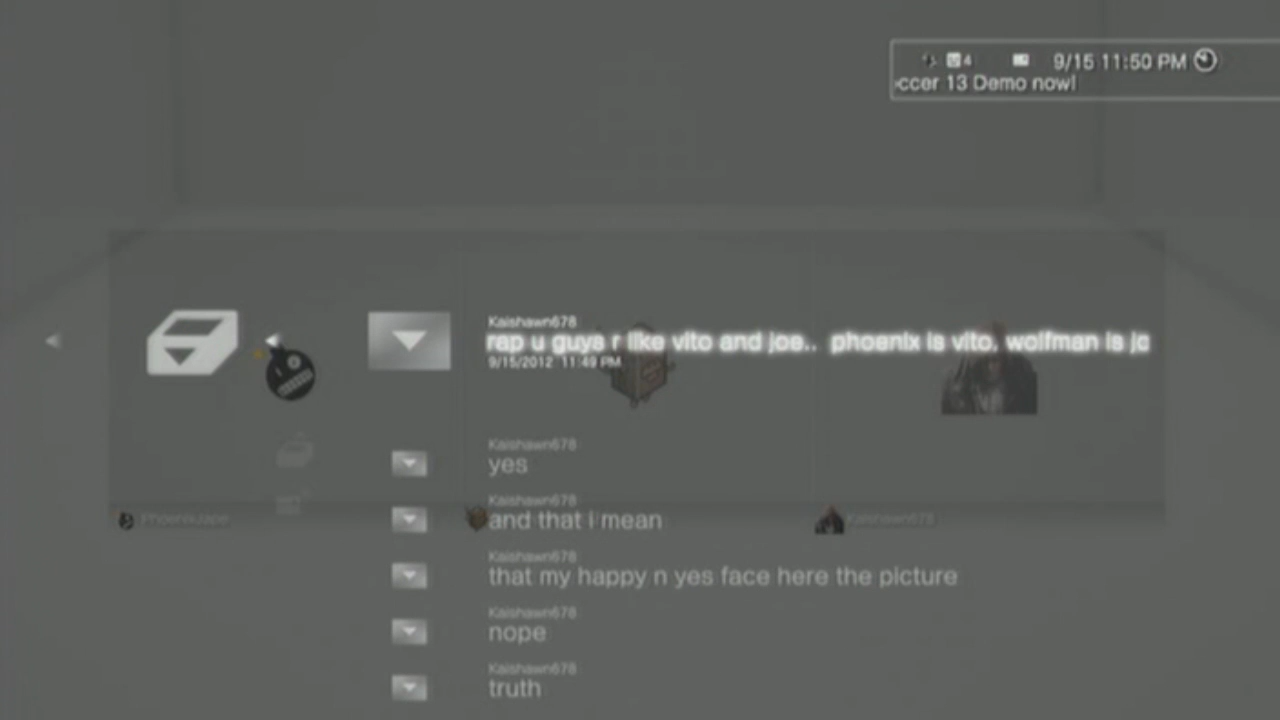 4 9/15 11:50 PM
ccer 13 Demo now!
Kaishawn678
rap u guys r like vito and joe.. phoenix is vito. wolfman is jo
9/15/2012 11:49 PM
Kaishawn678
yes
Kaishawn678
and that i mean
Kaishawn678
that my happy n yes face here the picture
Kaishawn678
nope
Kaishawn678
truth
Kaishawn678